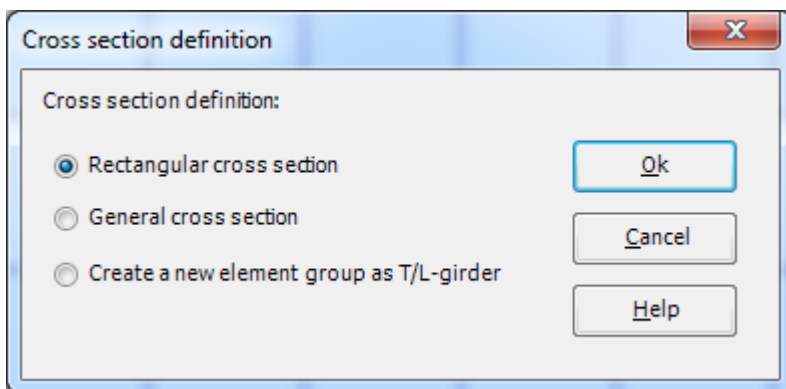 Cross section definition
Cross section definition:
Rectangular cross section
Ok
General cross section
Cancel
Create a new element group as T/L-girder
Help